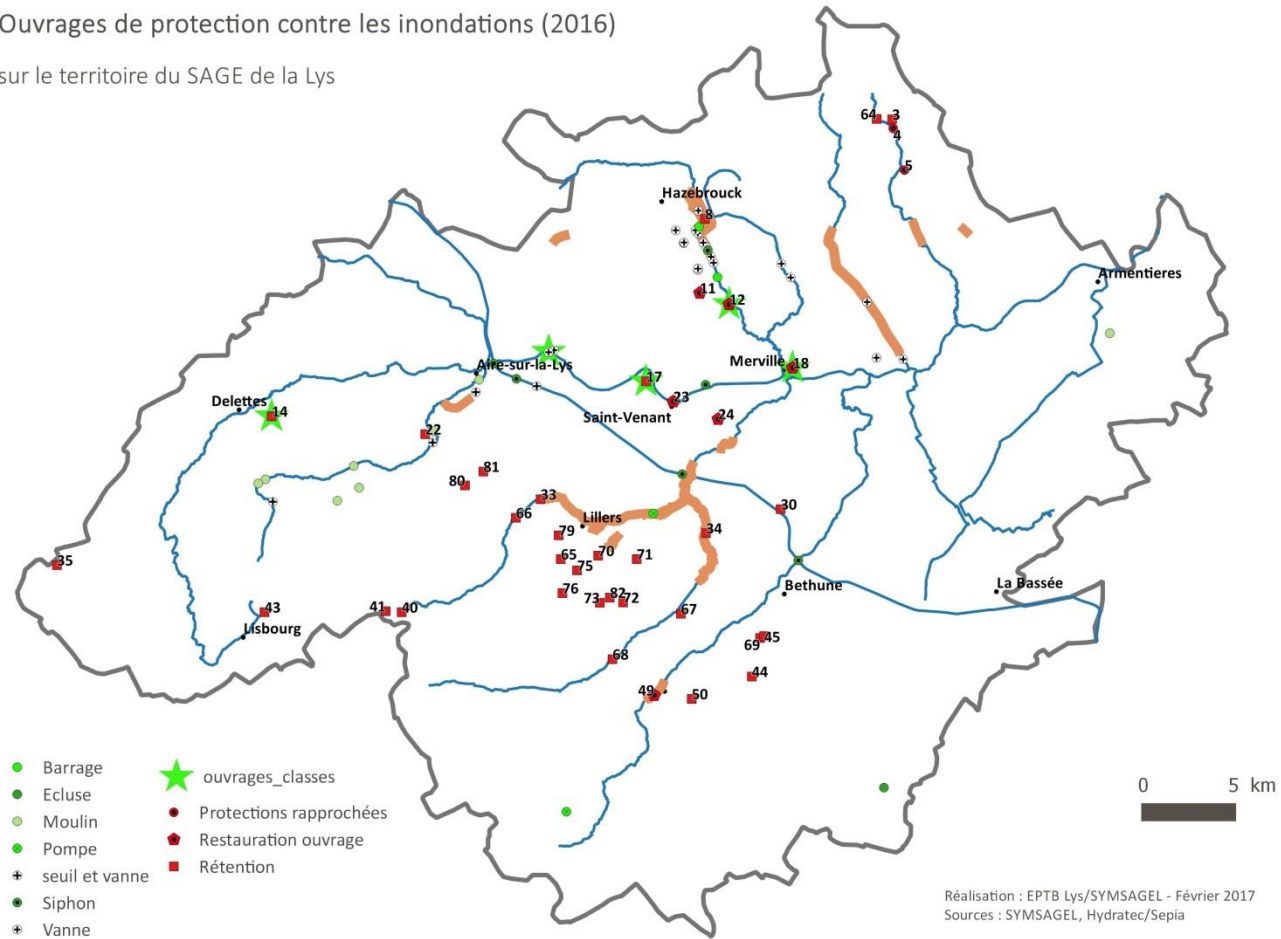 Ouvrages de protection contre les inondations (2016)
sur le territoire du SAGE de la Lys
64
3
4
5
Hazebrouck
8
Armentieres
11
12
Merville
18
Aire-sur-la-Lys
17
23
Saint-Venant
24
Delettes
14
22
81
80
33
66
Lillers
30
34
79
65
70
71
75
76
73
82
72
35
43
Lisbourg
41
40
Bethune
La Bassée
67
68
69
45
44
49
50
Barrage
Ecluse
Moulin
Pompe
seuil et vanne
Siphon
Vanne
ouvrages_classes
Protections rapprochées
Restauration ouvrage
Rétention
0 5 km
Réalisation : EPTB Lys/SYMSAGEL - Février 2017
Sources : SYMSAGEL, Hydratec/Sepia